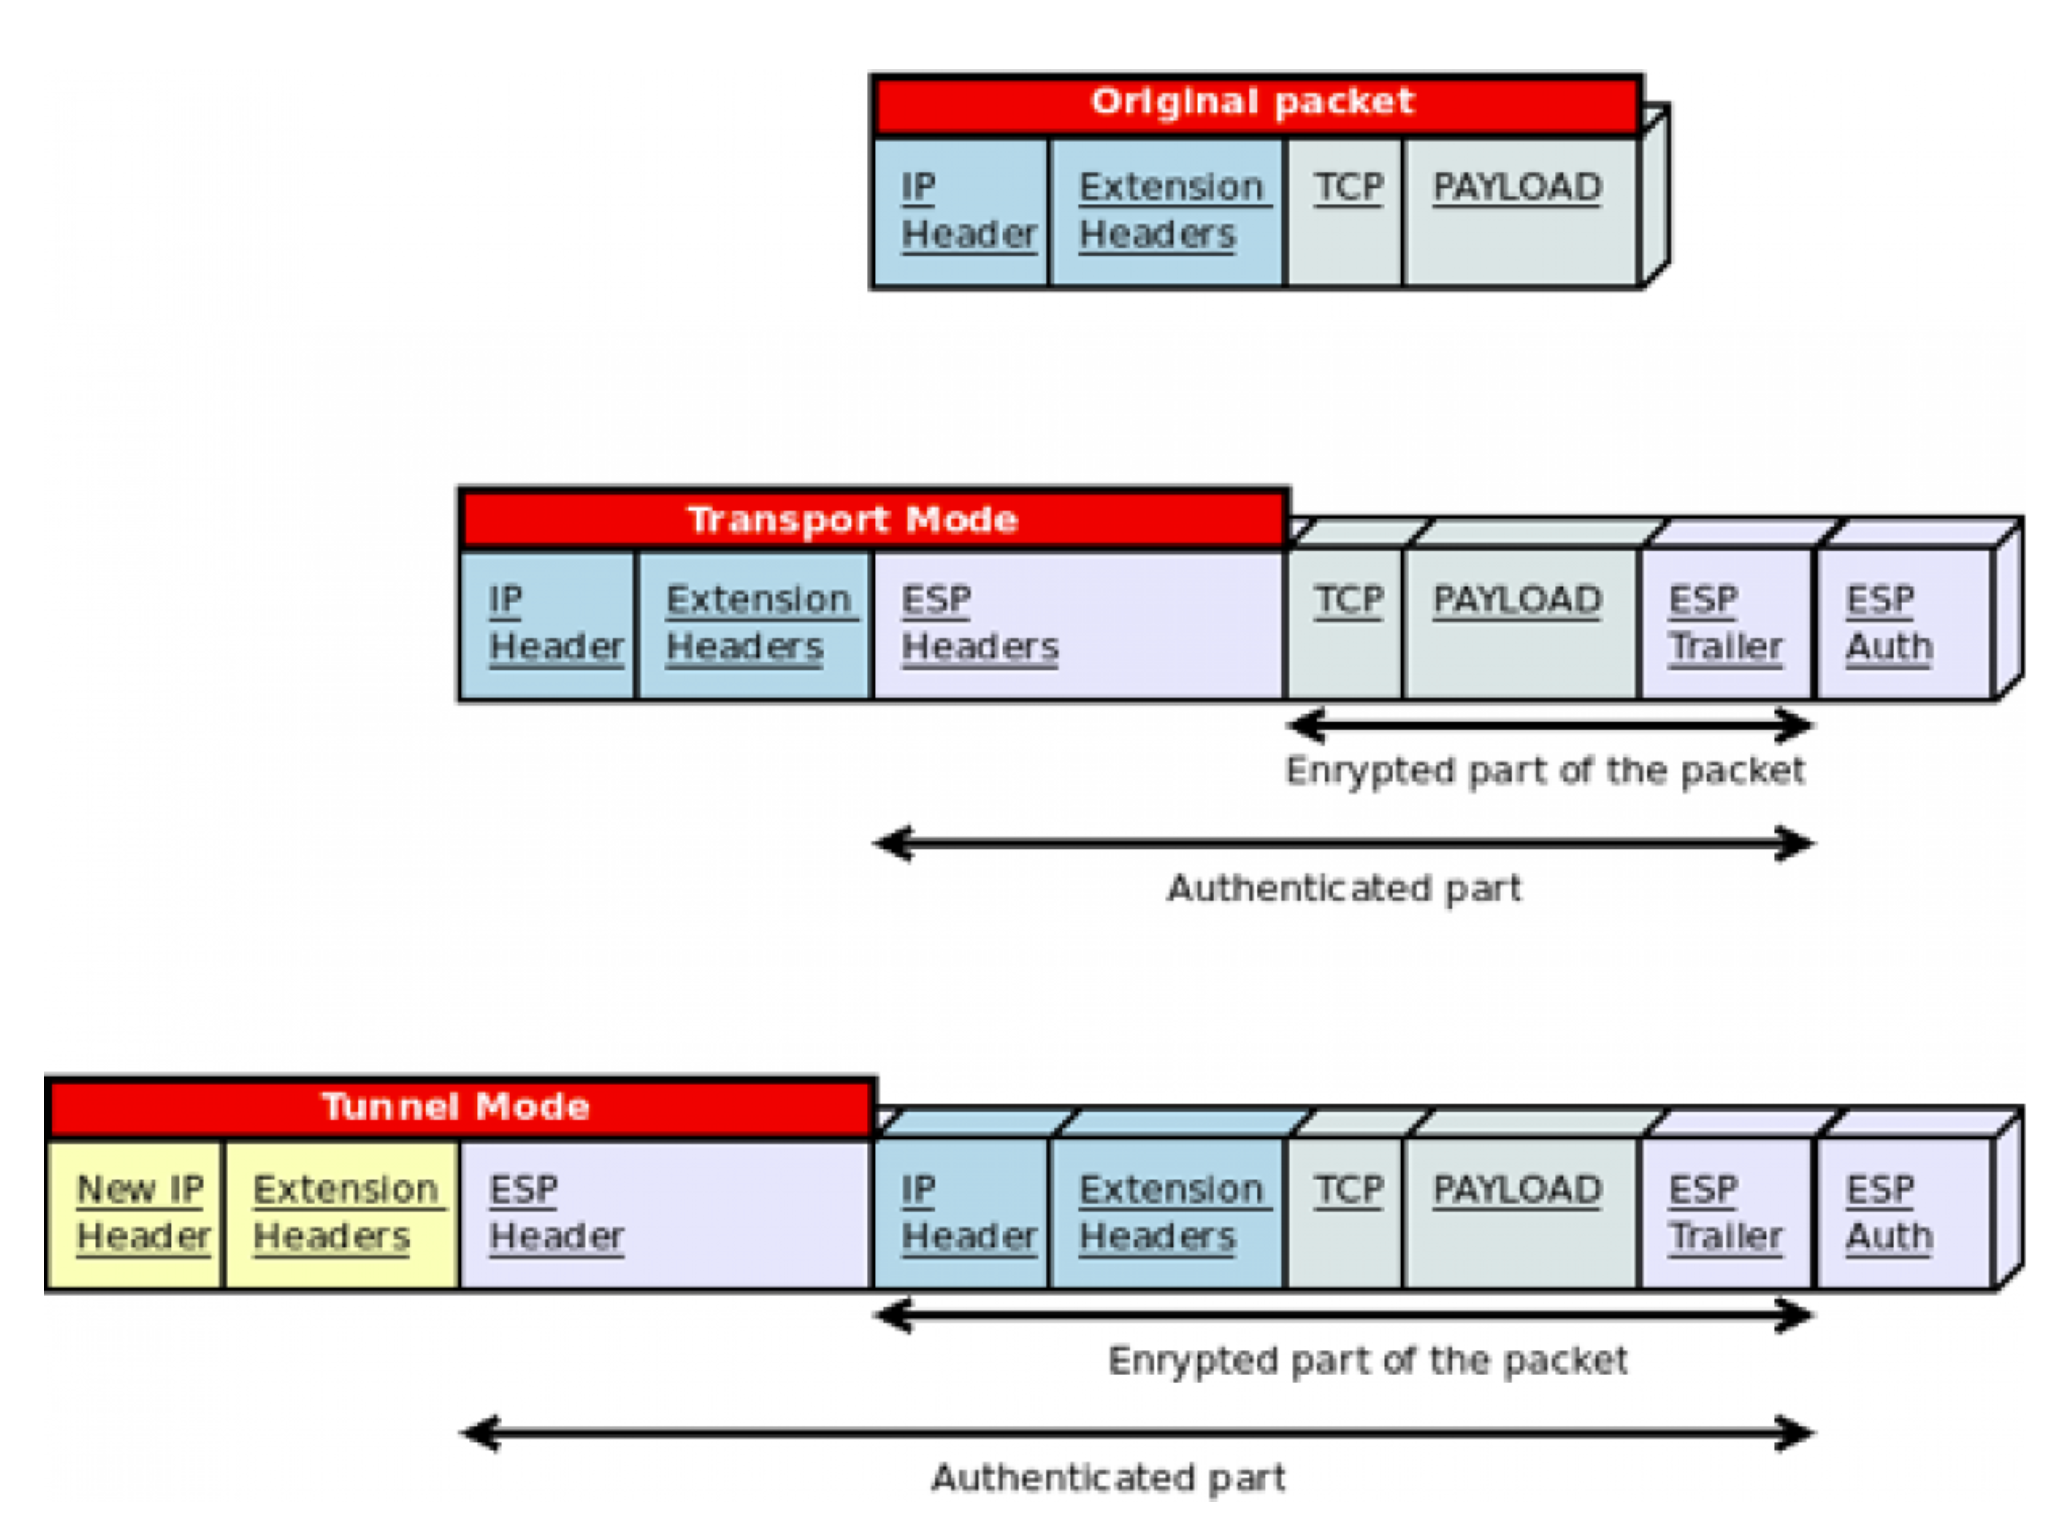 Original packet
IP
Header
Extension
Headers
TCP
PAYLOAD
Transport Mode
IP
Header
Extension
Headers
ESP
Headers
TCP
PAYLOAD
ESP
Trailer
ESP
Auth
Enrypted part of the packet
Authenticated part
Tunnel Mode
New IP
Header
Extension
Headers
ESP
Header
IP
Header
Extension
Headers
TCP
PAYLOAD
ESP
Trailer
ESP
Auth
Enrypted part of the packet
Authenticated part